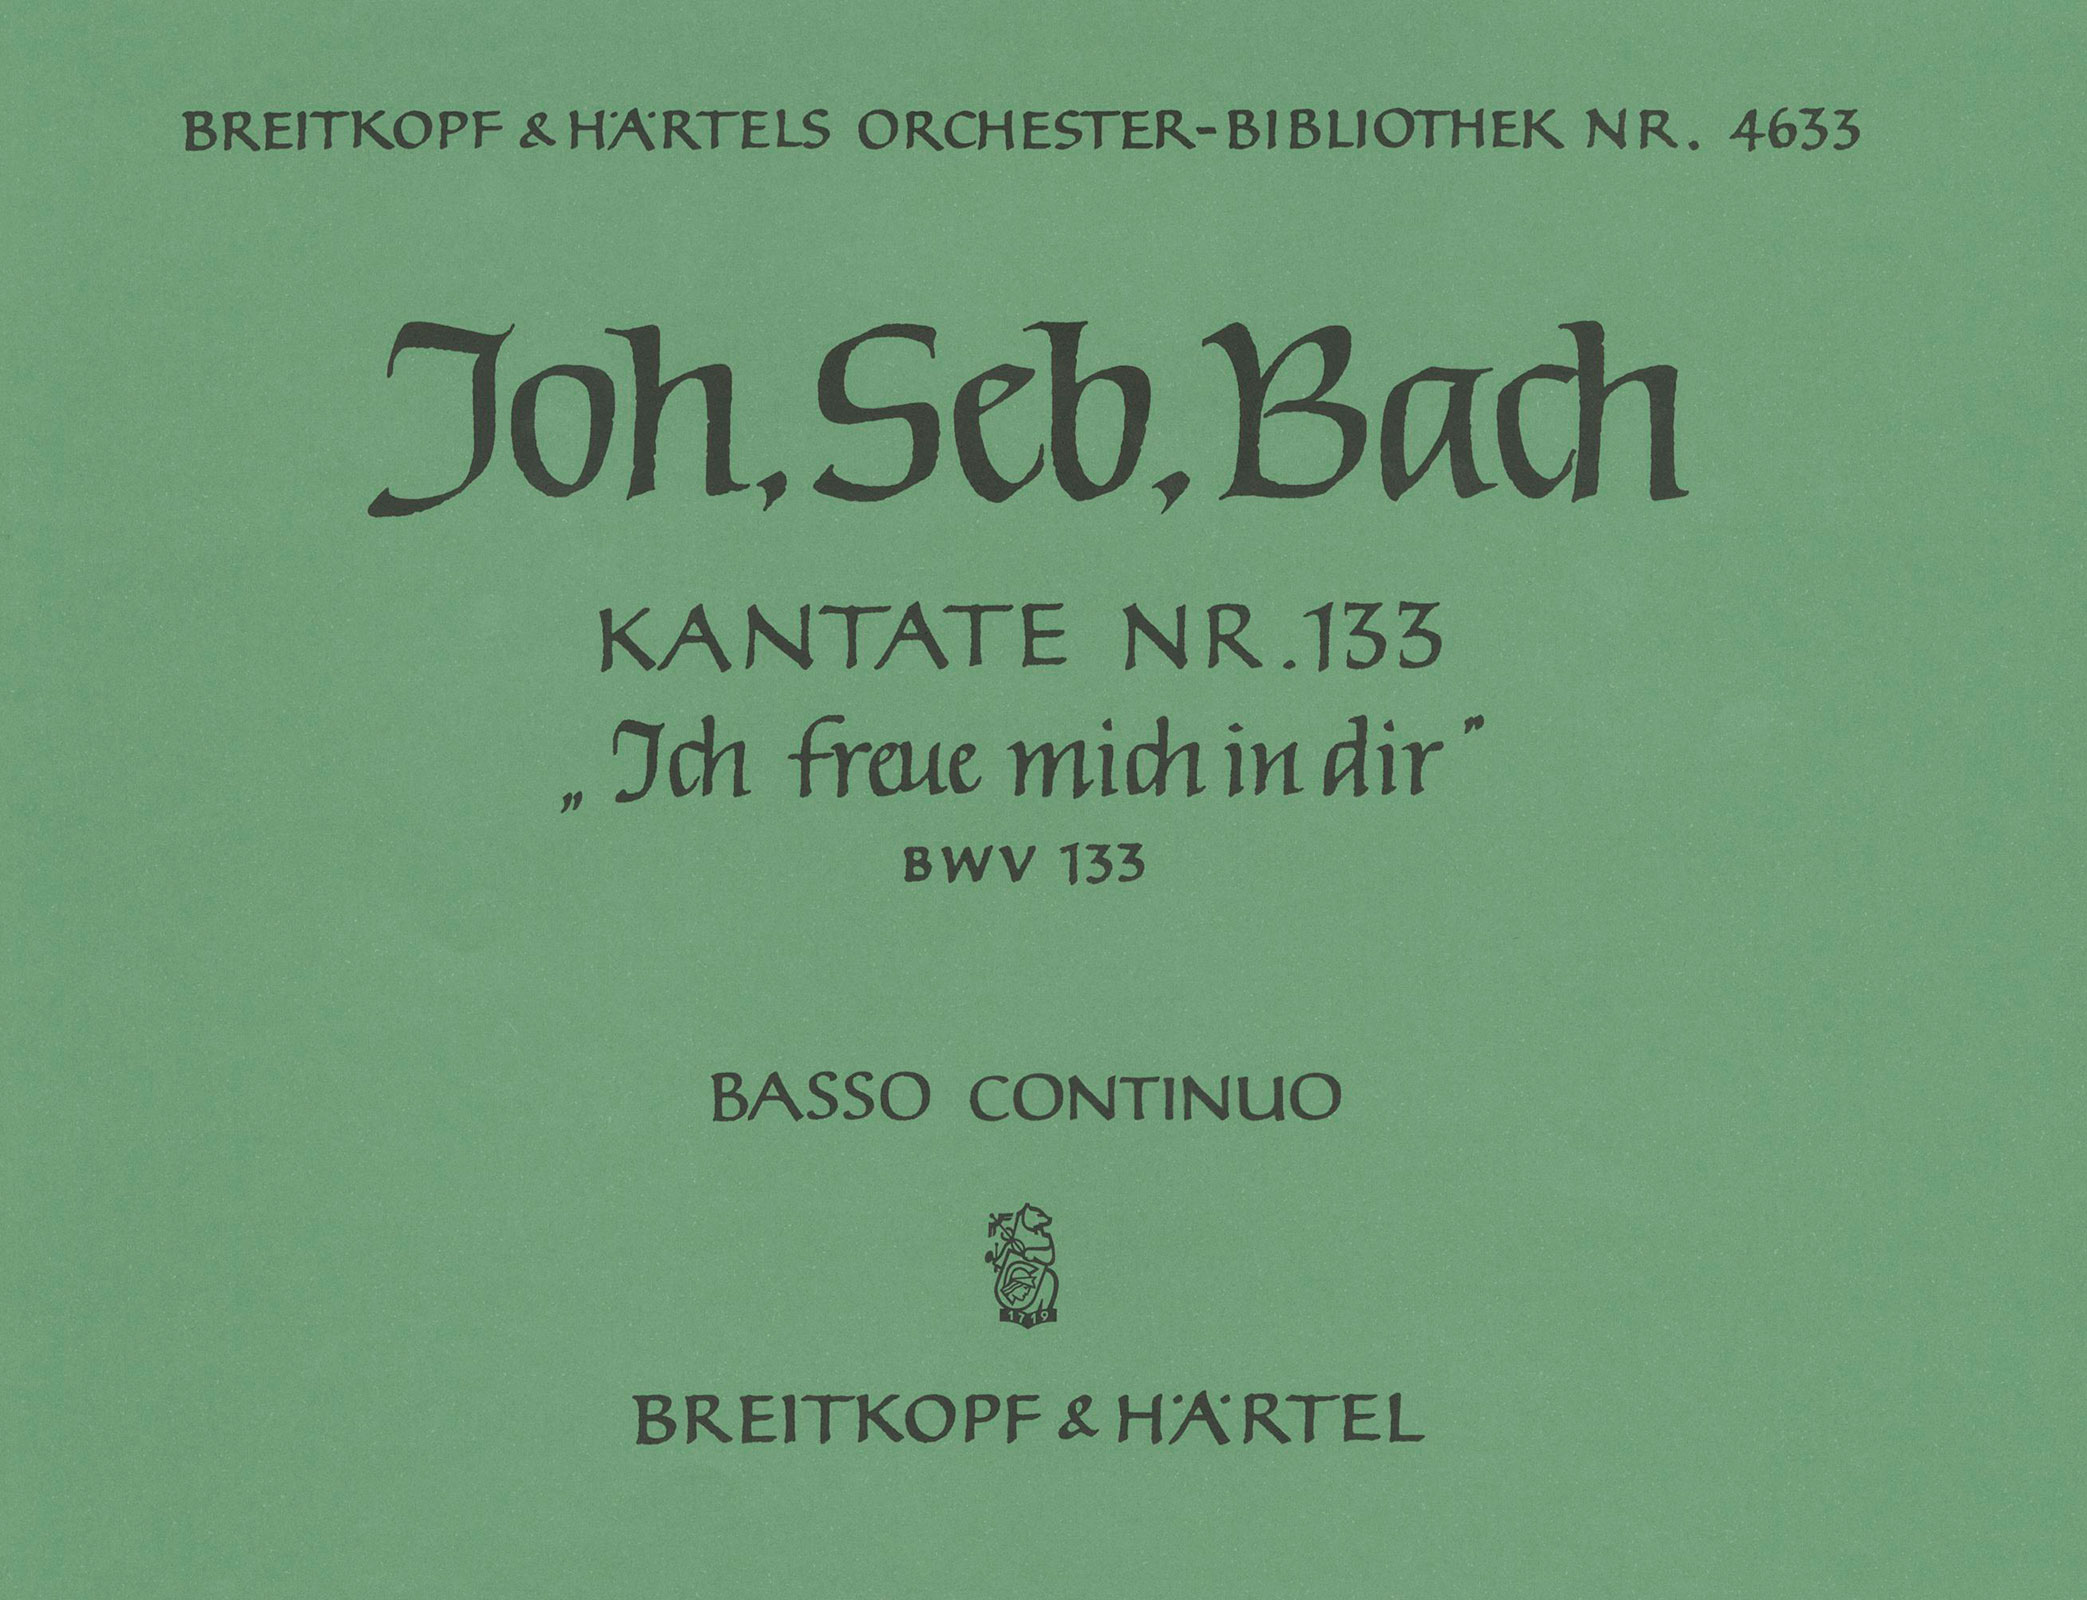 BREITKOPF & HÄRTELS ORCHESTER-BIBLIOTHEK NR. 4633
Joh, Seb, Bach
KANTATE NR.133
„Ich freue mich in dir”
BWV 133
BASSO CONTINUO
1719
BREITKOPF & HÄRTEL